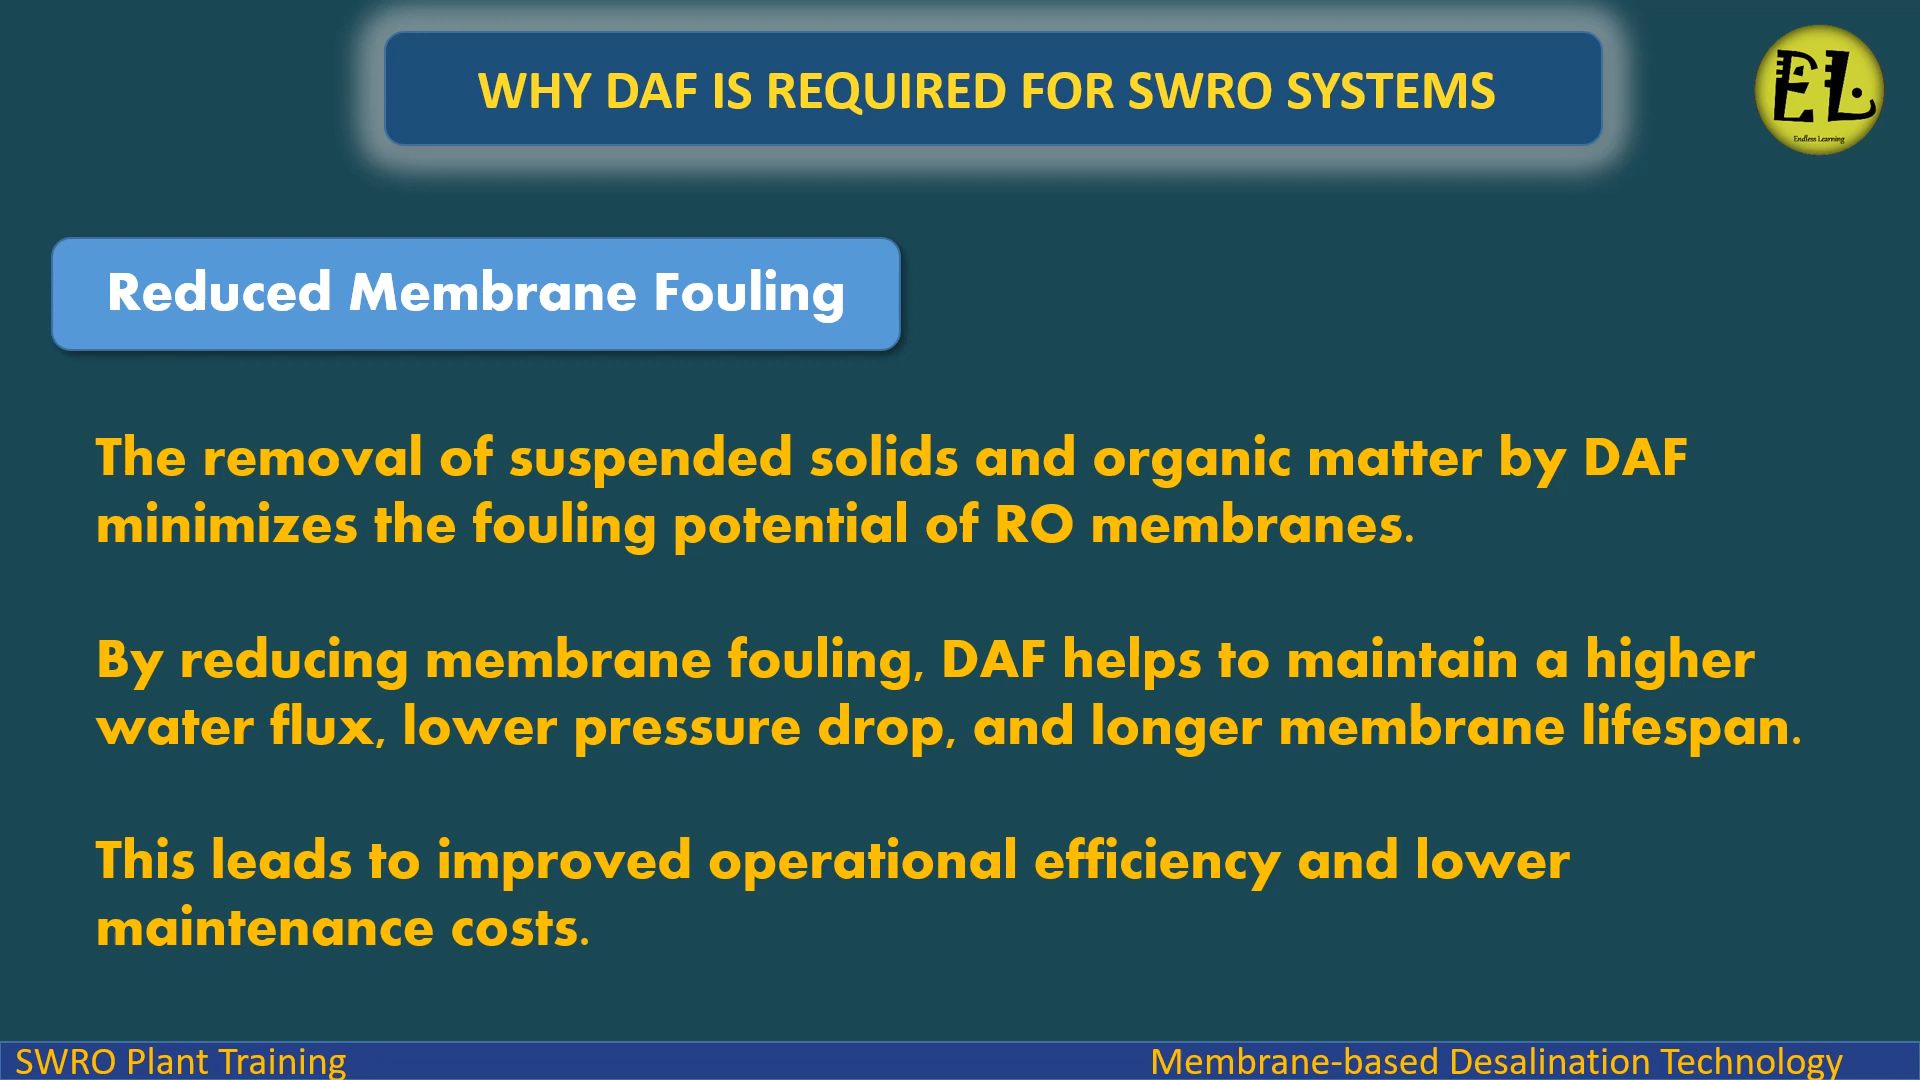 WHY DAF IS REQUIRED FOR SWRO SYSTEMS
EL
Endless Learning
Reduced Membrane Fouling
The removal of suspended solids and organic matter by DAF
minimizes the fouling potential of RO membranes.
By reducing membrane fouling, DAF helps to maintain a higher
water flux, lower pressure drop, and longer membrane lifespan.
This leads to improved operational efficiency and lower
maintenance costs.
SWRO Plant Training
Membrane-based Desalination Technology